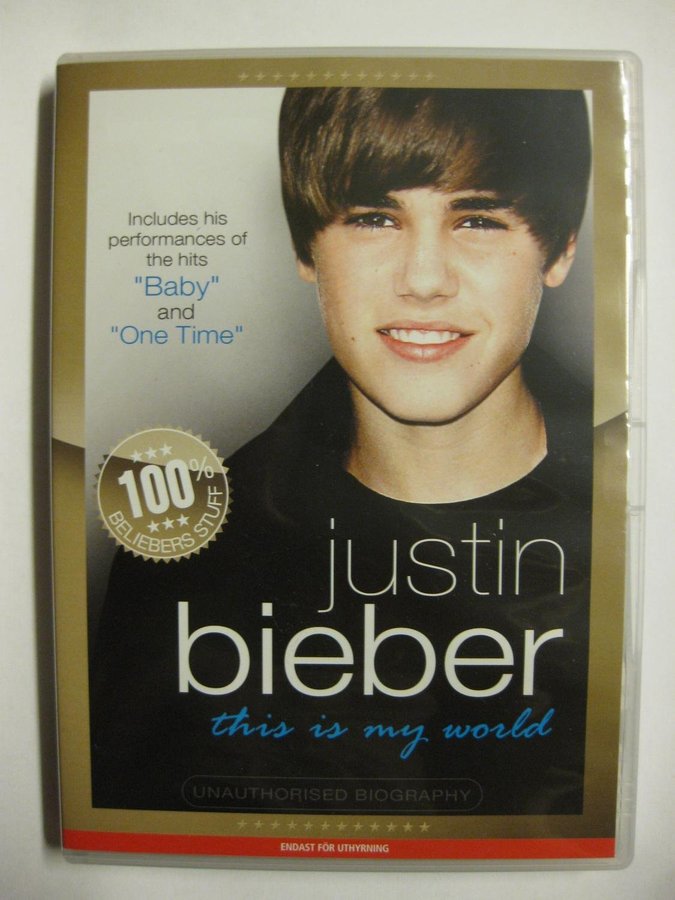 Includes his
performances of
the hits
"Baby"
and
"One Time"
100%
BELIEBERS STUFF
justin
bieber
this is my world
UNAUTHORISED BIOGRAPHY
ENDAST FÖR UTHYRNING